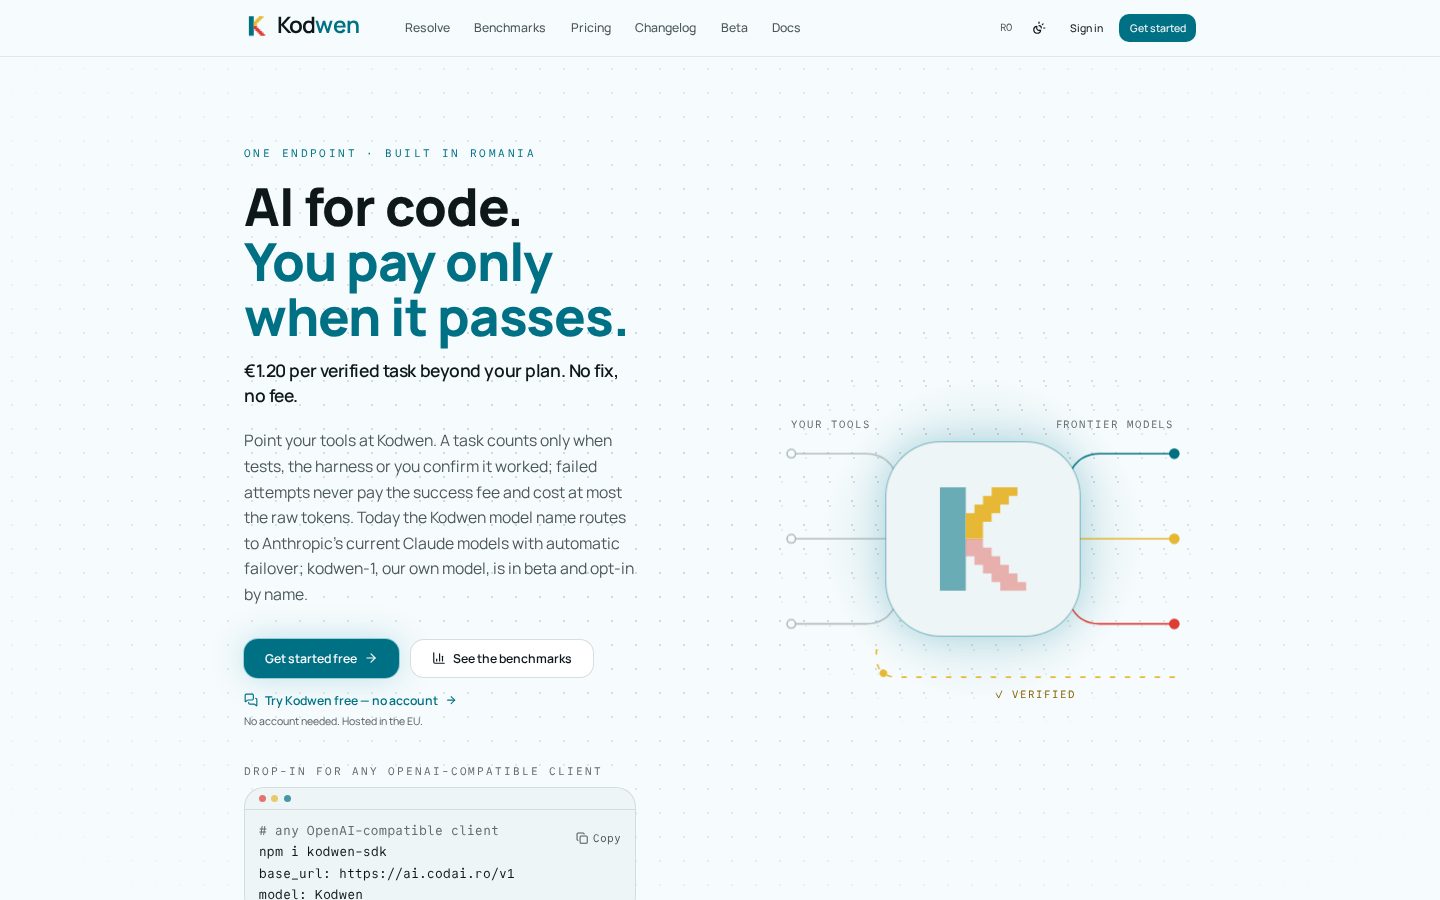 Kodwen
Resolve
Benchmarks
Pricing
Changelog
Beta
Docs
RO
Sign in
Get started
ONE ENDPOINT · BUILT IN ROMANIA
AI for code.
You pay only
when it passes.
€1.20 per verified task beyond your plan. No fix,
no fee.
Point your tools at Kodwen. A task counts only when
tests, the harness or you confirm it worked; failed
attempts never pay the success fee and cost at most
the raw tokens. Today the Kodwen model name routes
to Anthropic's current Claude models with automatic
failover; kodwen-1, our own model, is in beta and opt-in
by name.
Get started free →
See the benchmarks
Try Kodwen free — no account →
No account needed. Hosted in the EU.
YOUR TOOLS
FRONTIER MODELS
✓ VERIFIED
DROP-IN FOR ANY OPENAI-COMPATIBLE CLIENT
# any OpenAI-compatible client
Copy
npm i kodwen-sdk
base_url: https://ai.codai.ro/v1
model: Kodwen